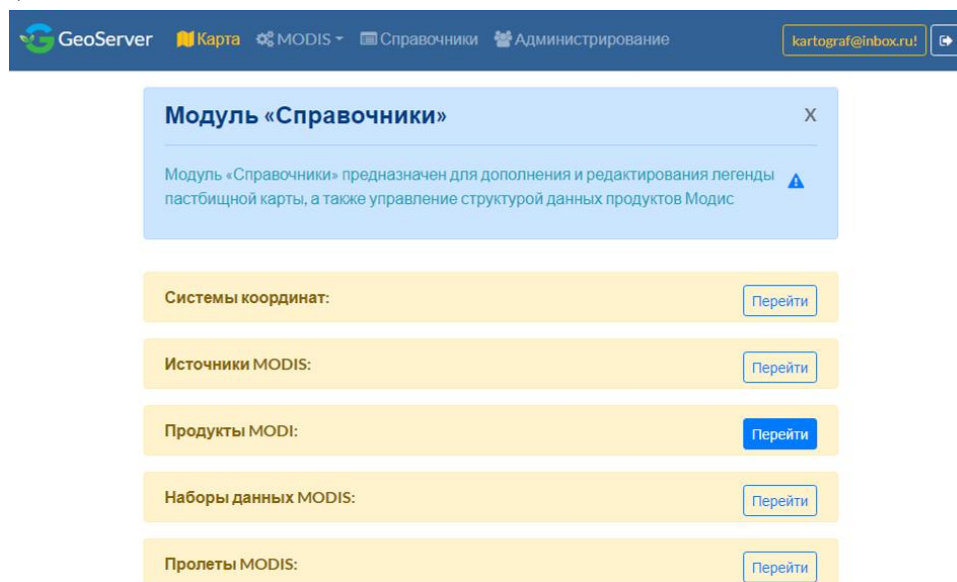 GeoServer Карта MODIS Справочники Администрирование kartograf@inbox.ru!
Модуль «Справочники» X
Модуль «Справочники» предназначен для дополнения и редактирования легенды
пастбищной карты, а также управление структурой данных продуктов Модис
Системы координат: Перейти
Источники MODIS: Перейти
Продукты MODI: Перейти
Наборы данных MODIS: Перейти
Пролеты MODIS: Перейти